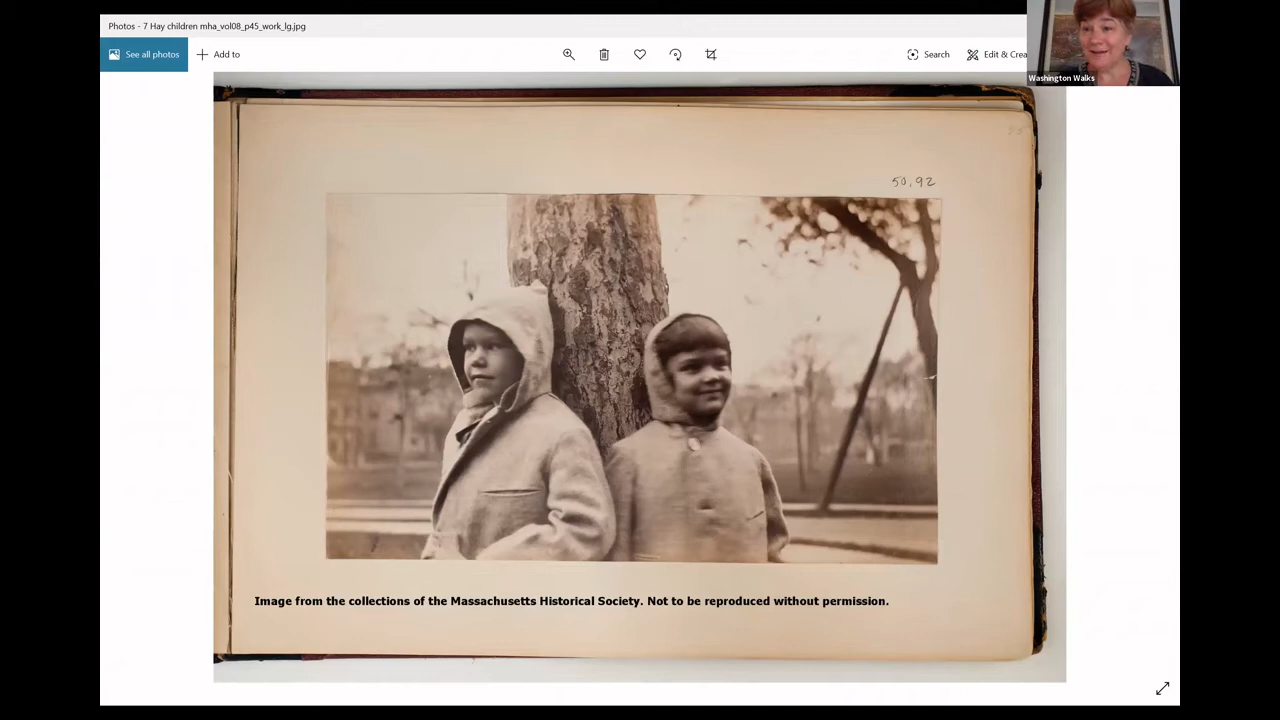 Photos - 7 Hay children mha_vol08_p45_work_lg.jpg
See all photos
Add to
Search
Edit & Crea
Washington Walks
50,92
Image from the collections of the Massachusetts Historical Society. Not to be reproduced without permission.